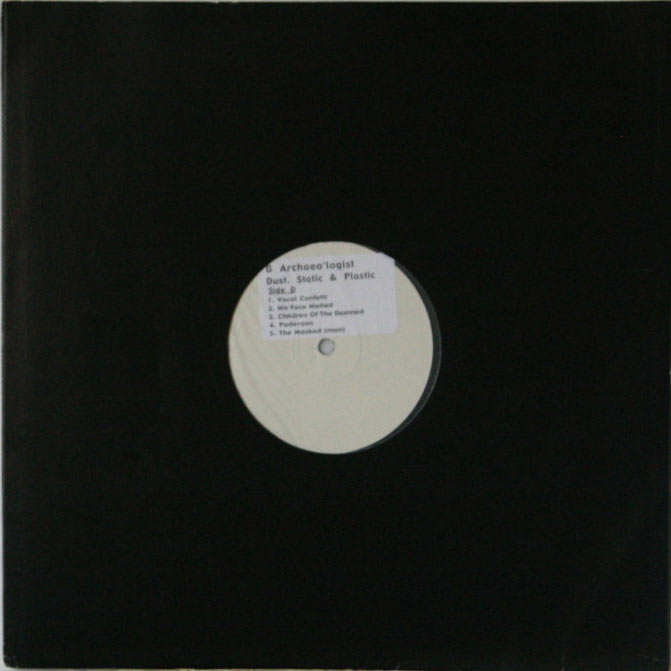 B Archaeo'logist
Dust, Static & Plastic
Side D
1. Vocal Confetti
2. His Face Melted
3. Children Of The Damned
4. Pedersen
5. The Masked (man)